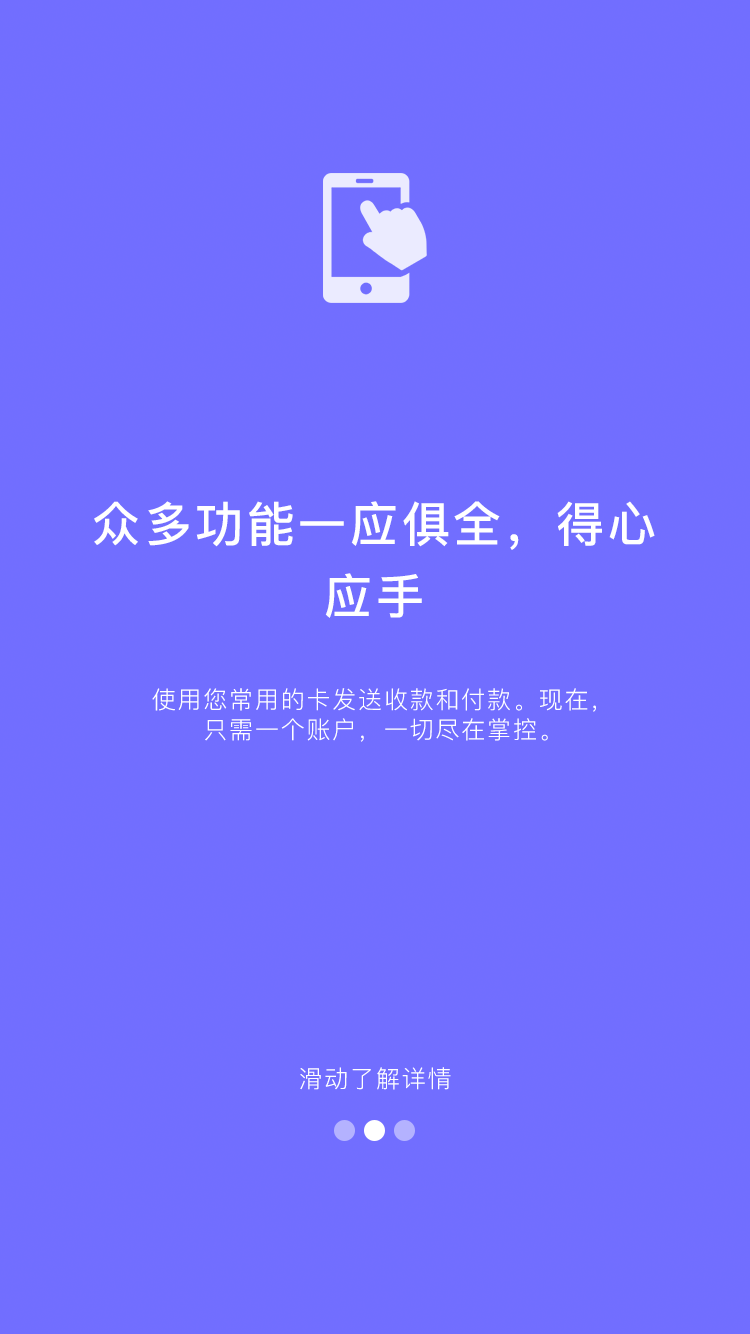 众多功能一应俱全，得心
应手
使用您常用的卡发送收款和付款。现在，
只需一个账户，一切尽在掌控。
滑动了解详情